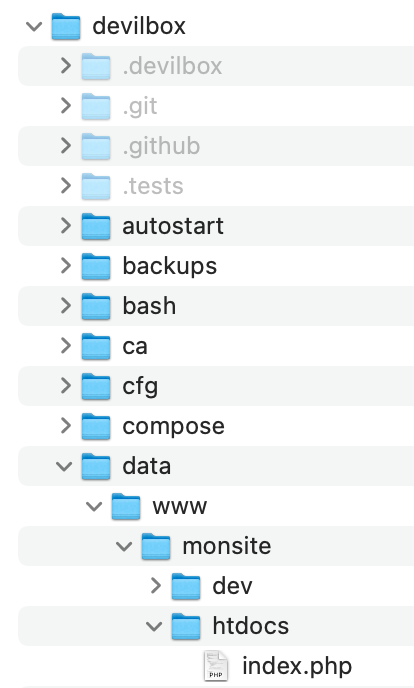 devilbox
.devilbox
.git
.github
.tests
autostart
backups
bash
ca
cfg
compose
data
www
monsite
dev
htdocs
PHP
index.php